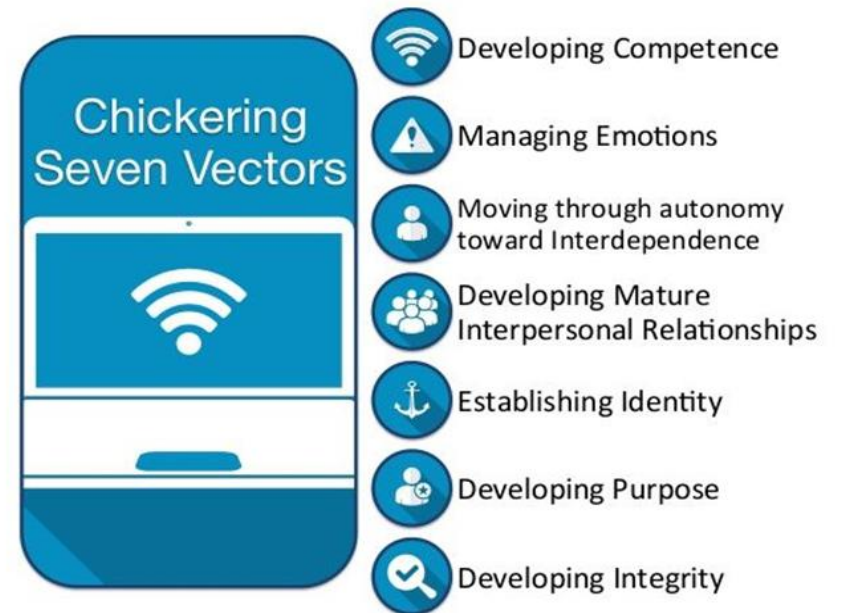 Chickering
Seven Vectors
Developing Competence
Managing Emotions
Moving through autonomy
toward Interdependence
Developing Mature
Interpersonal Relationships
Establishing Identity
Developing Purpose
Developing Integrity